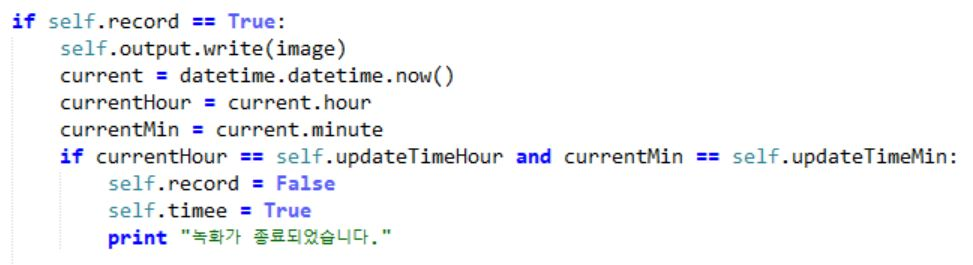 if self.record == True:
    self.output.write(image)
    current = datetime.datetime.now()
    currentHour = current.hour
    currentMin = current.minute
    if currentHour == self.updateTimeHour and currentMin == self.updateTimeMin:
        self.record = False
        self.timee = True
        print "녹화가 종료되었습니다."